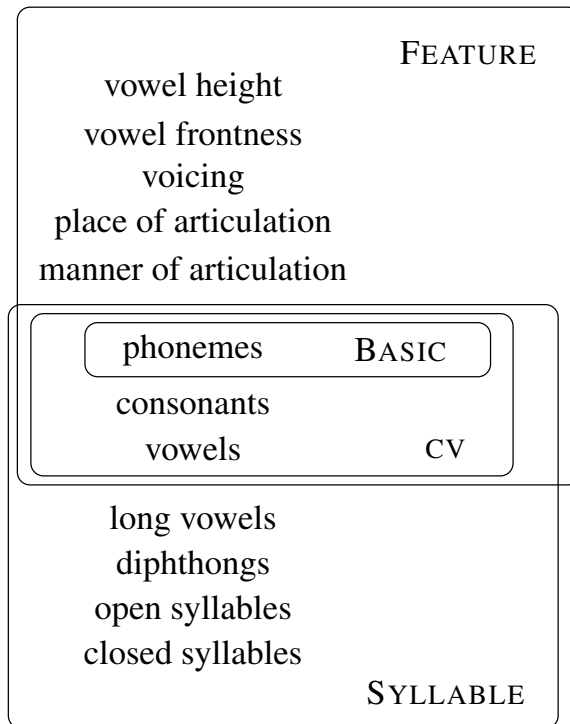 FEATURE
vowel height
vowel frontness
voicing
place of articulation
manner of articulation
phonemes BASIC
consonants
vowels CV
long vowels
diphthongs
open syllables
closed syllables
SYLLABLE